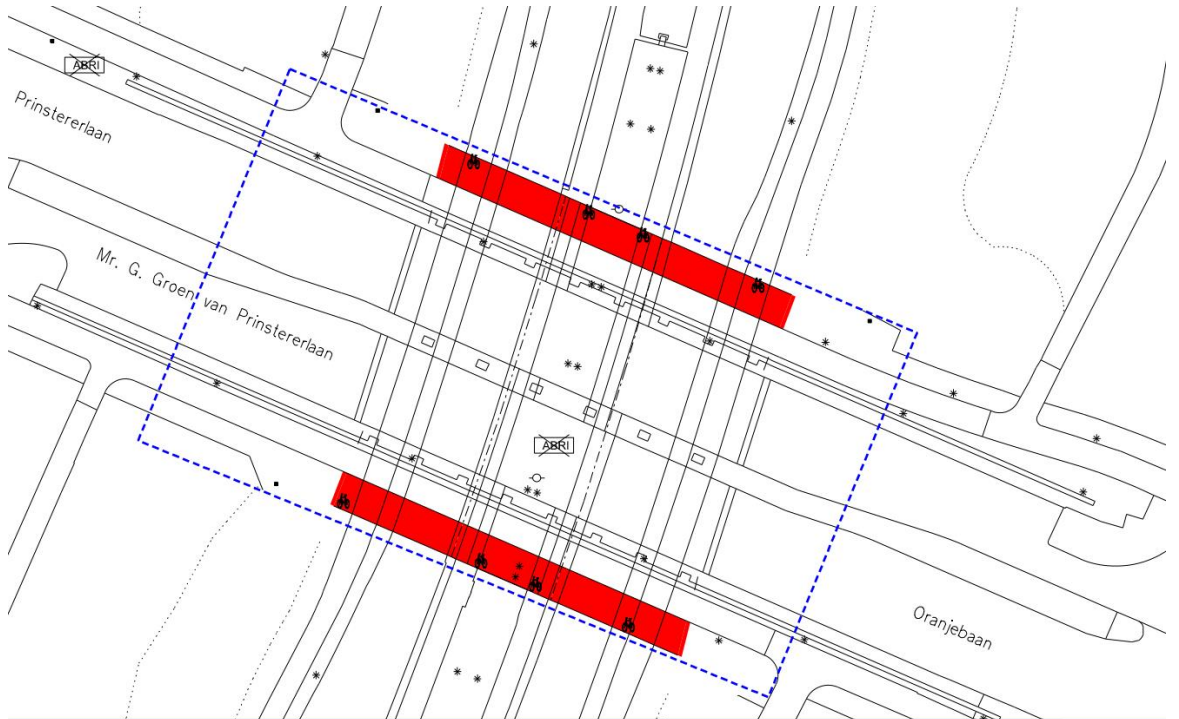 ABRI
Prinstererlaan
Mr. G. Groen van Prinstererlaan
ABRI
Oranjebaan